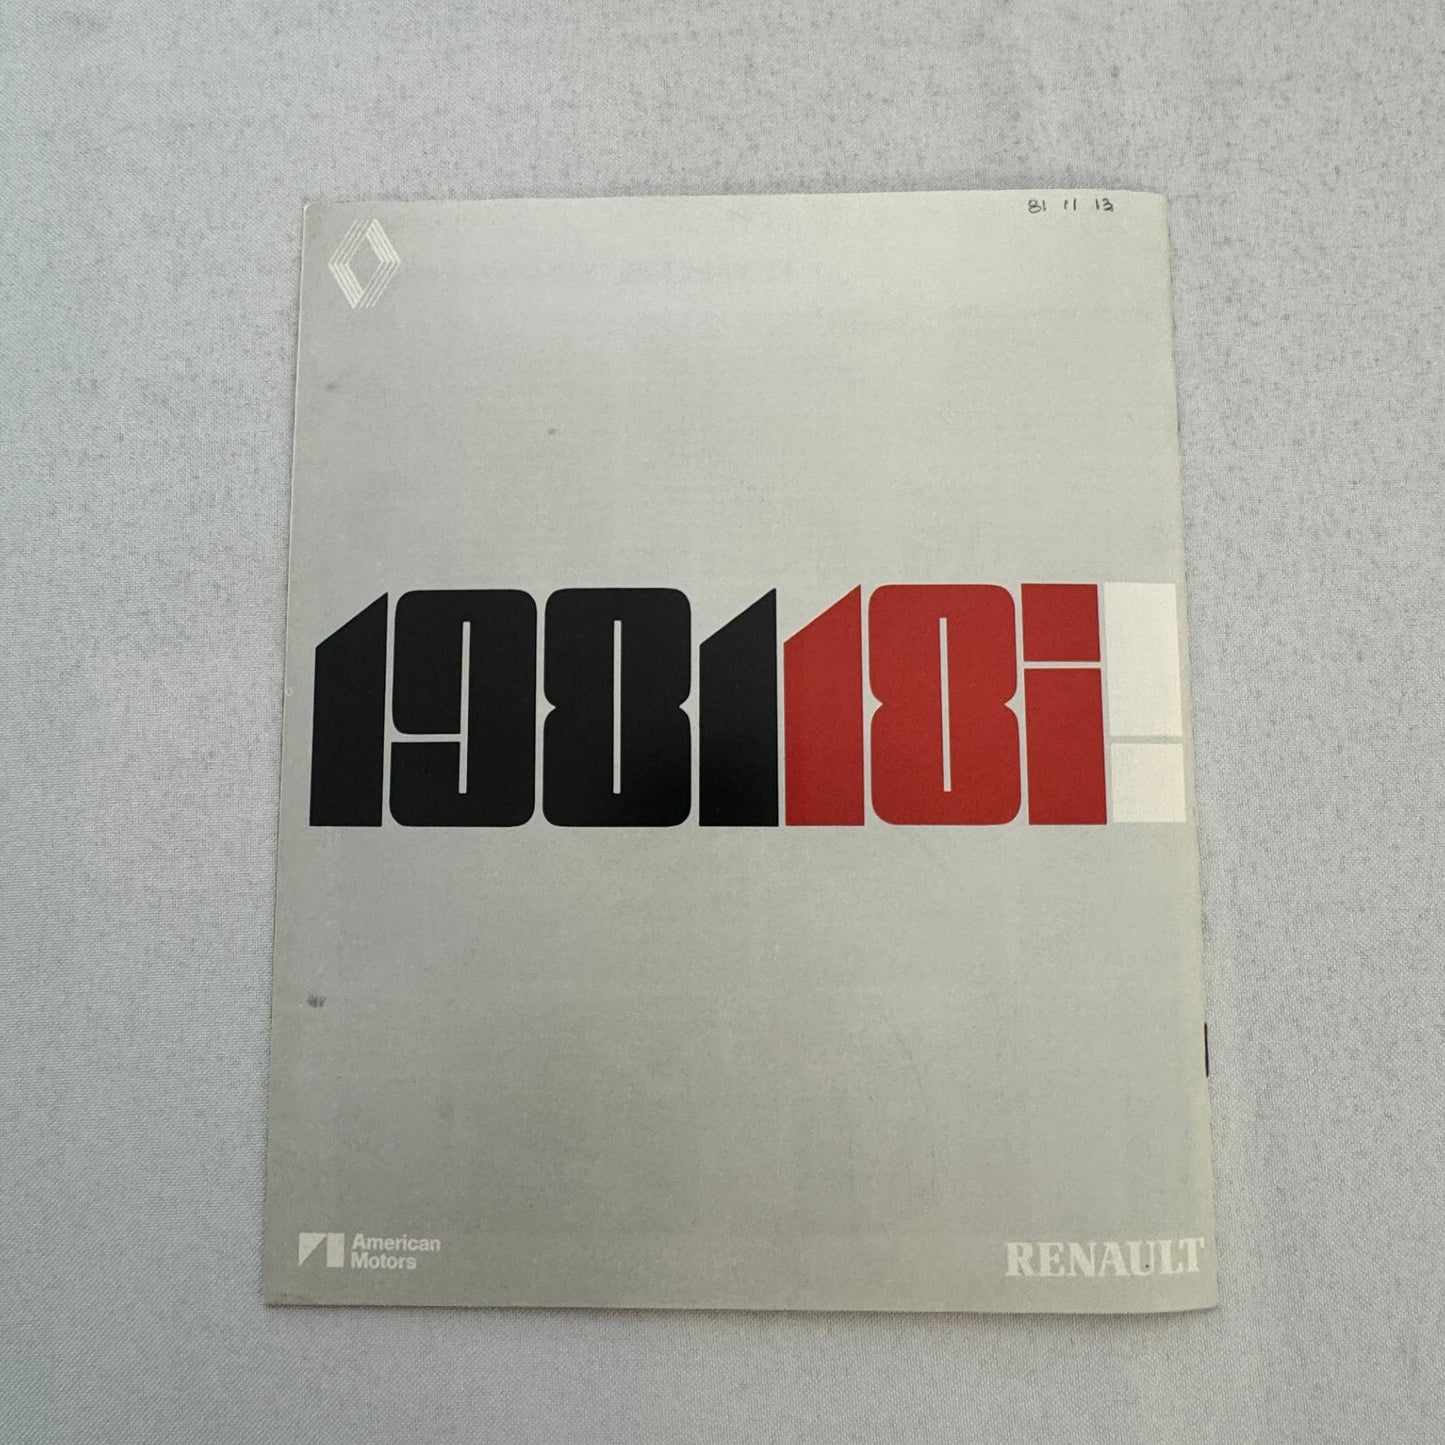 81 11 13
198118i!
American
Motors
RENAULT